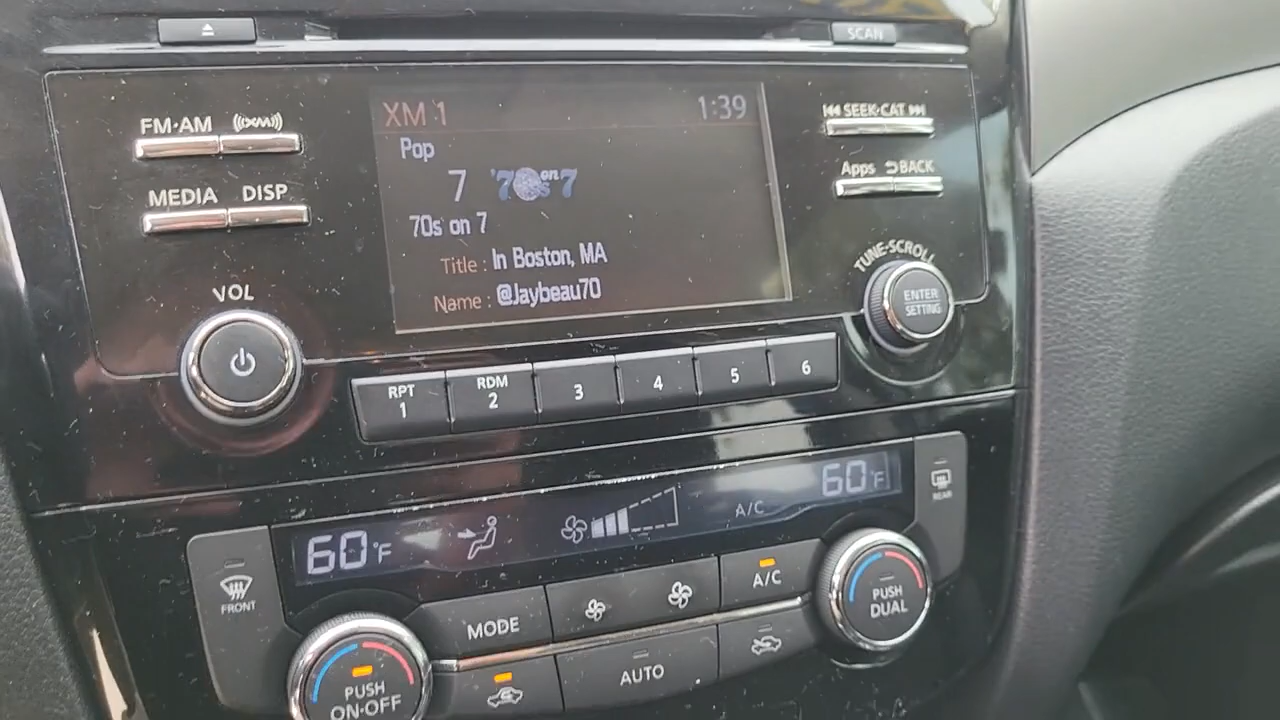 SCAN
FM·AM
((XM))
MEDIA DISP
VOL
XM 1 1:39
Pop
7 '70s on 7
70s on 7
Title : In Boston, MA
Name : @Jaybeau70
SEEK·CAT
Apps BACK
TUNE·SCROLL
ENTER
SETTING
RPT
1
RDM
2
3
4
5
6
60°F
A/C
60°F
FRONT
REAR
MODE
A/C
AUTO
PUSH
ON·OFF
PUSH
DUAL